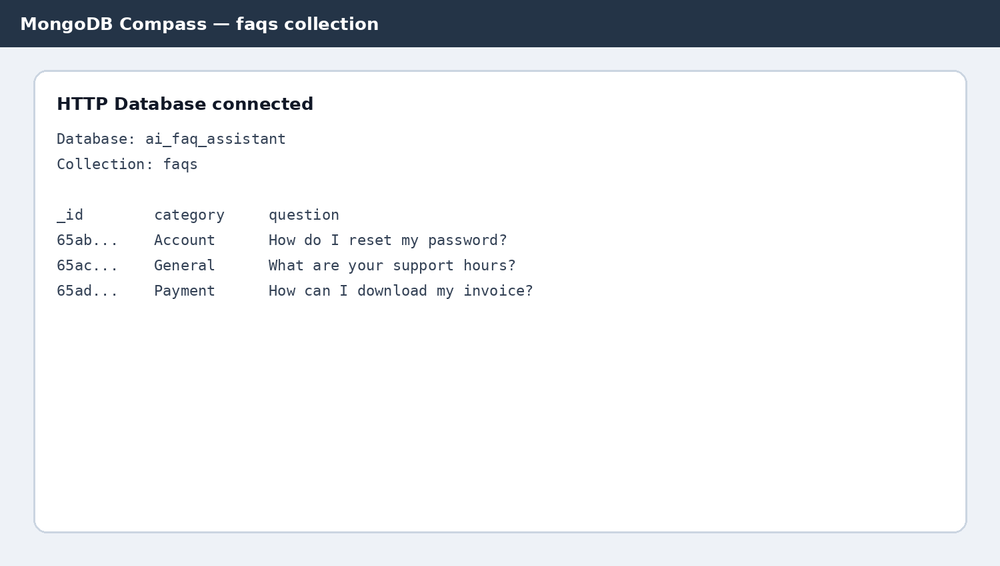 MongoDB Compass — faqs collection
HTTP Database connected
Database: ai_faq_assistant
Collection: faqs
_id category question
65ab... Account How do I reset my password?
65ac... General What are your support hours?
65ad... Payment How can I download my invoice?